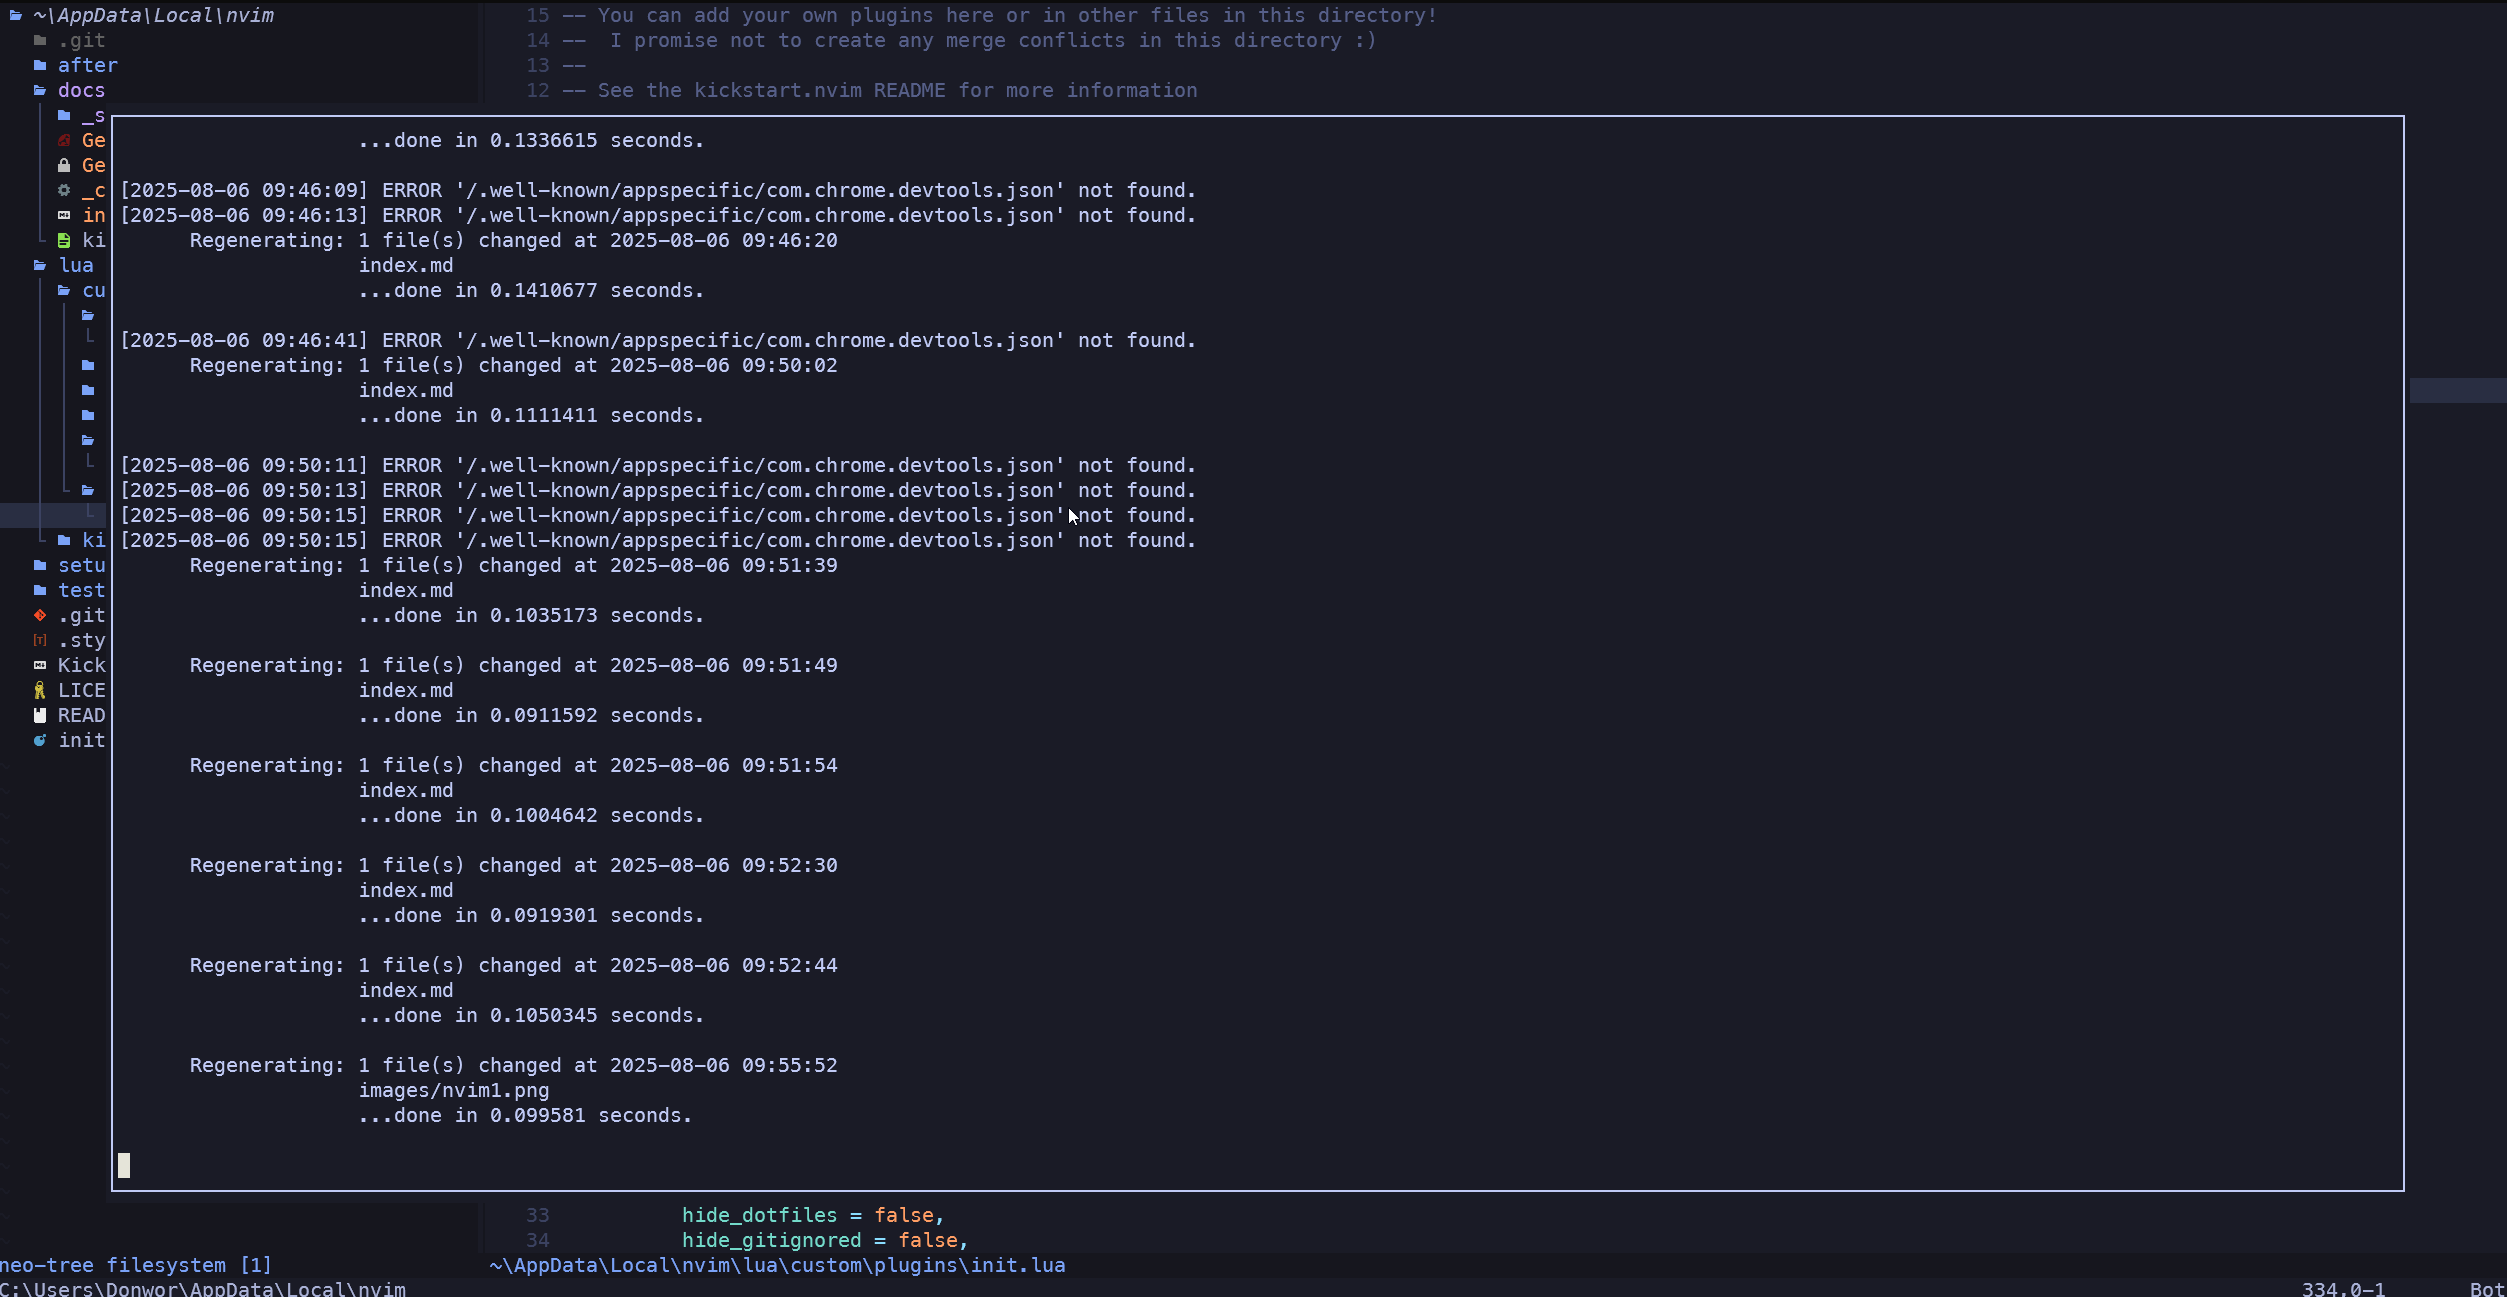 ~\AppData\Local\nvim
.git
after
docs
_s
Ge
Ge
_c
in
ki
lua
cu
ki
setu
test
.git
.sty
Kick
LICE
READ
init
15 -- You can add your own plugins here or in other files in this directory!
14 --  I promise not to create any merge conflicts in this directory :)
13 --
12 -- See the kickstart.nvim README for more information
...done in 0.1336615 seconds.
[2025-08-06 09:46:09] ERROR '/.well-known/appspecific/com.chrome.devtools.json' not found.
[2025-08-06 09:46:13] ERROR '/.well-known/appspecific/com.chrome.devtools.json' not found.
Regenerating: 1 file(s) changed at 2025-08-06 09:46:20
index.md
...done in 0.1410677 seconds.
[2025-08-06 09:46:41] ERROR '/.well-known/appspecific/com.chrome.devtools.json' not found.
Regenerating: 1 file(s) changed at 2025-08-06 09:50:02
index.md
...done in 0.1111411 seconds.
[2025-08-06 09:50:11] ERROR '/.well-known/appspecific/com.chrome.devtools.json' not found.
[2025-08-06 09:50:13] ERROR '/.well-known/appspecific/com.chrome.devtools.json' not found.
[2025-08-06 09:50:15] ERROR '/.well-known/appspecific/com.chrome.devtools.json' not found.
[2025-08-06 09:50:15] ERROR '/.well-known/appspecific/com.chrome.devtools.json' not found.
Regenerating: 1 file(s) changed at 2025-08-06 09:51:39
index.md
...done in 0.1035173 seconds.
Regenerating: 1 file(s) changed at 2025-08-06 09:51:49
index.md
...done in 0.0911592 seconds.
Regenerating: 1 file(s) changed at 2025-08-06 09:51:54
index.md
...done in 0.1004642 seconds.
Regenerating: 1 file(s) changed at 2025-08-06 09:52:30
index.md
...done in 0.0919301 seconds.
Regenerating: 1 file(s) changed at 2025-08-06 09:52:44
index.md
...done in 0.1050345 seconds.
Regenerating: 1 file(s) changed at 2025-08-06 09:55:52
images/nvim1.png
...done in 0.099581 seconds.
33 hide_dotfiles = false,
34 hide_gitignored = false,
neo-tree filesystem [1]
~\AppData\Local\nvim\lua\custom\plugins\init.lua
C:\Users\Donwor\AppData\Local\nvim
334,0-1 Bot